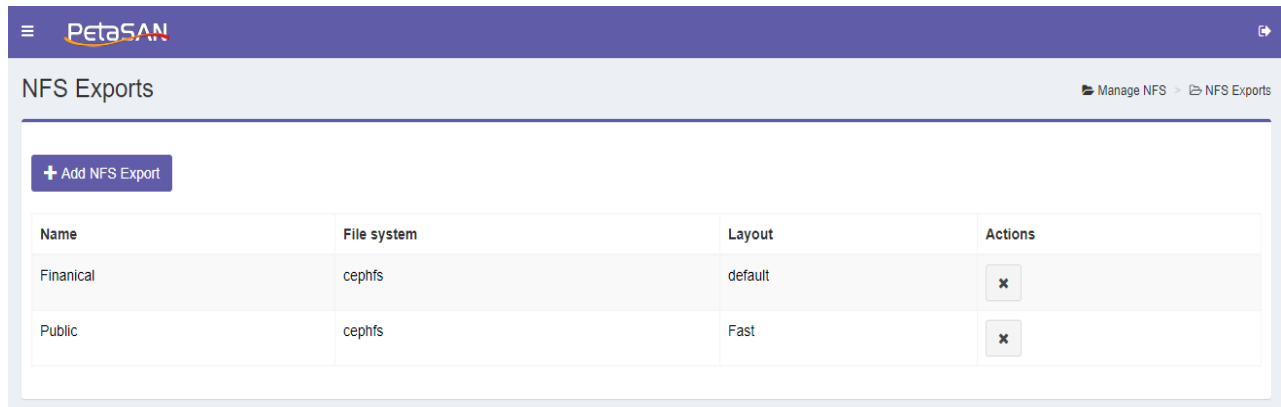 PetaSAN
NFS Exports
Manage NFS > NFS Exports
Add NFS Export
Name File system Layout Actions
Finanical cephfs default
Public cephfs Fast